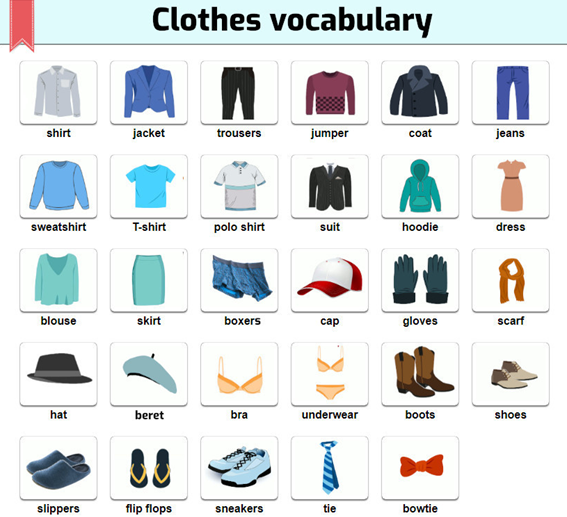 Clothes vocabulary
shirt jacket trousers jumper coat jeans
sweatshirt T-shirt polo shirt suit hoodie dress
blouse skirt boxers cap gloves scarf
hat beret bra underwear boots shoes
slippers flip flops sneakers tie bowtie